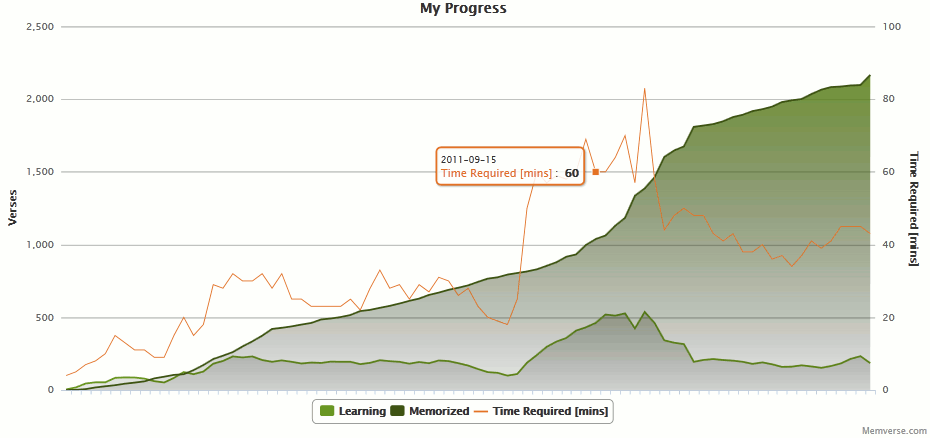 My Progress
2,500
2,000
1,500
1,000
500
0
Verses
100
80
60
40
20
0
Time Required [mins]
2011-09-15
Time Required [mins] : 60
Learning Memorized Time Required [mins]
Memverse.com